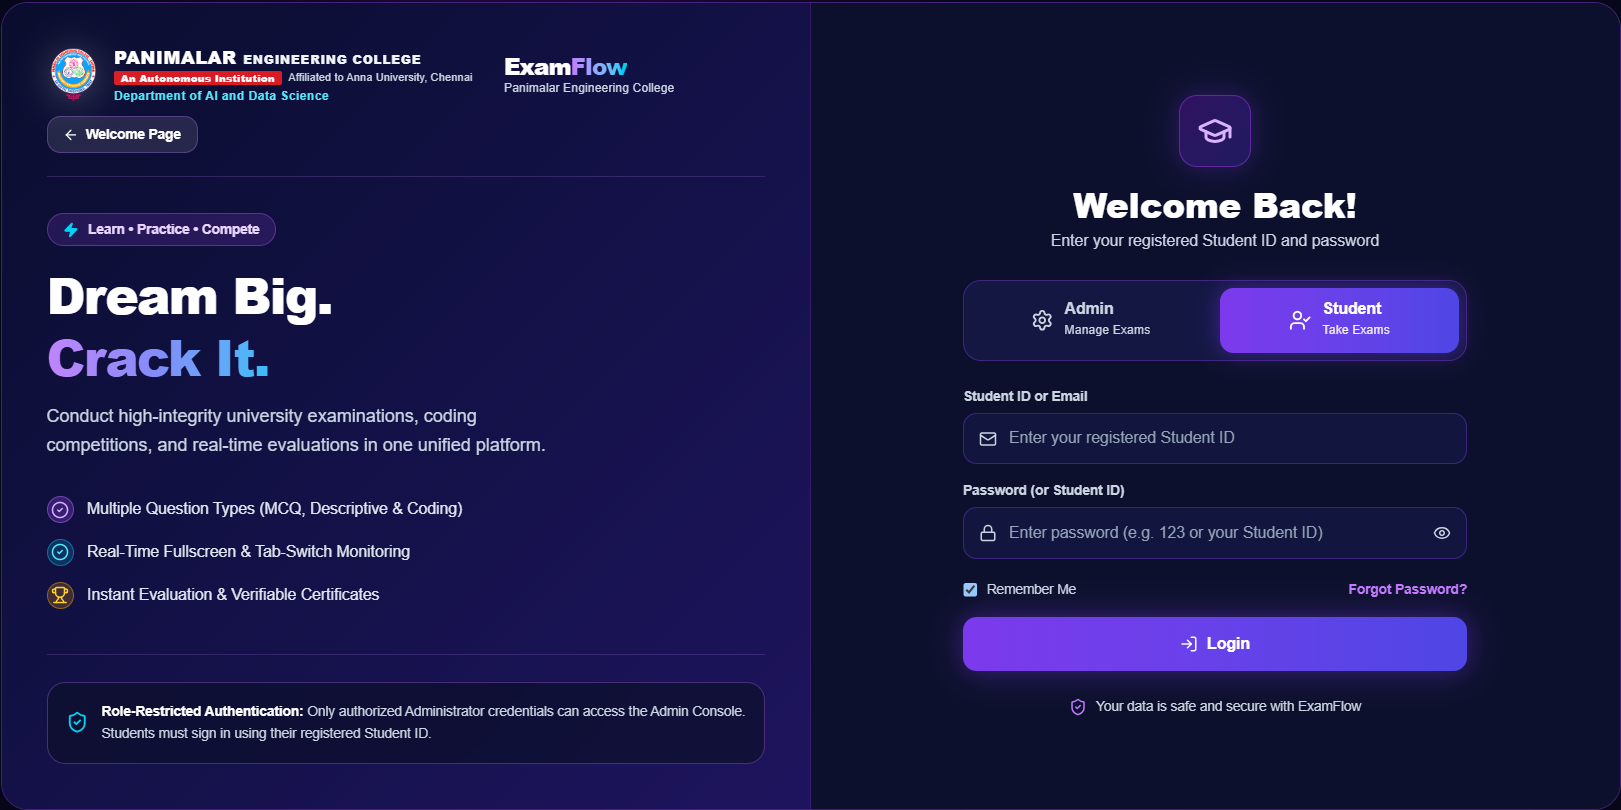 PANIMALAR ENGINEERING COLLEGE
An Autonomous Institution Affiliated to Anna University, Chennai
Department of AI and Data Science
ExamFlow
Panimalar Engineering College
Welcome Page
Learn • Practice • Compete
Dream Big.
Crack It.
Conduct high-integrity university examinations, coding
competitions, and real-time evaluations in one unified platform.
Multiple Question Types (MCQ, Descriptive & Coding)
Real-Time Fullscreen & Tab-Switch Monitoring
Instant Evaluation & Verifiable Certificates
Role-Restricted Authentication: Only authorized Administrator credentials can access the Admin Console.
Students must sign in using their registered Student ID.
Welcome Back!
Enter your registered Student ID and password
Admin
Manage Exams
Student
Take Exams
Student ID or Email
Enter your registered Student ID
Password (or Student ID)
Enter password (e.g. 123 or your Student ID)
Remember Me
Forgot Password?
Login
Your data is safe and secure with ExamFlow